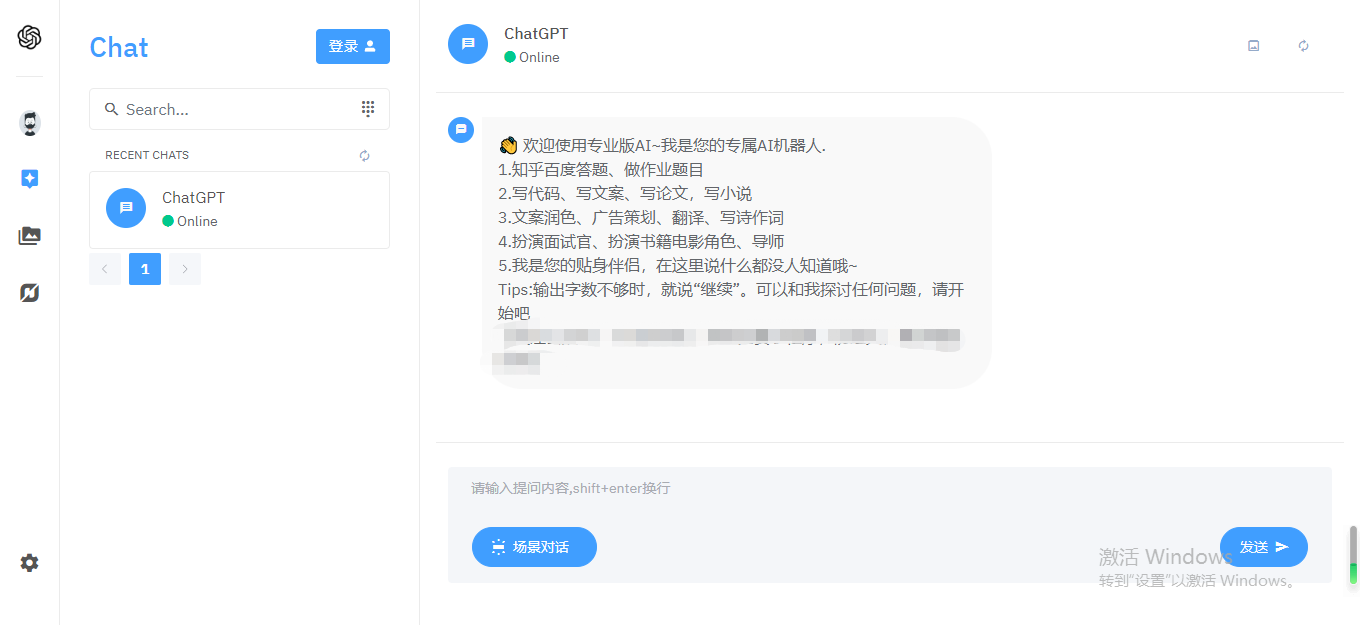 Chat
登录
Search...
RECENT CHATS
ChatGPT
Online
1
ChatGPT
Online
👏 欢迎使用专业版AI~我是您的专属AI机器人.
1.知乎百度答题、做作业题目
2.写代码、写文案、写论文，写小说
3.文案润色、广告策划、翻译、写诗作词
4.扮演面试官、扮演书籍电影角色、导师
5.我是您的贴身伴侣，在这里说什么都没人知道哦~
Tips:输出字数不够时，就说“继续”。可以和我探讨任何问题，请开
始吧
请输入提问内容,shift+enter换行
场景对话
发送
激活 Windows
转到“设置”以激活 Windows。